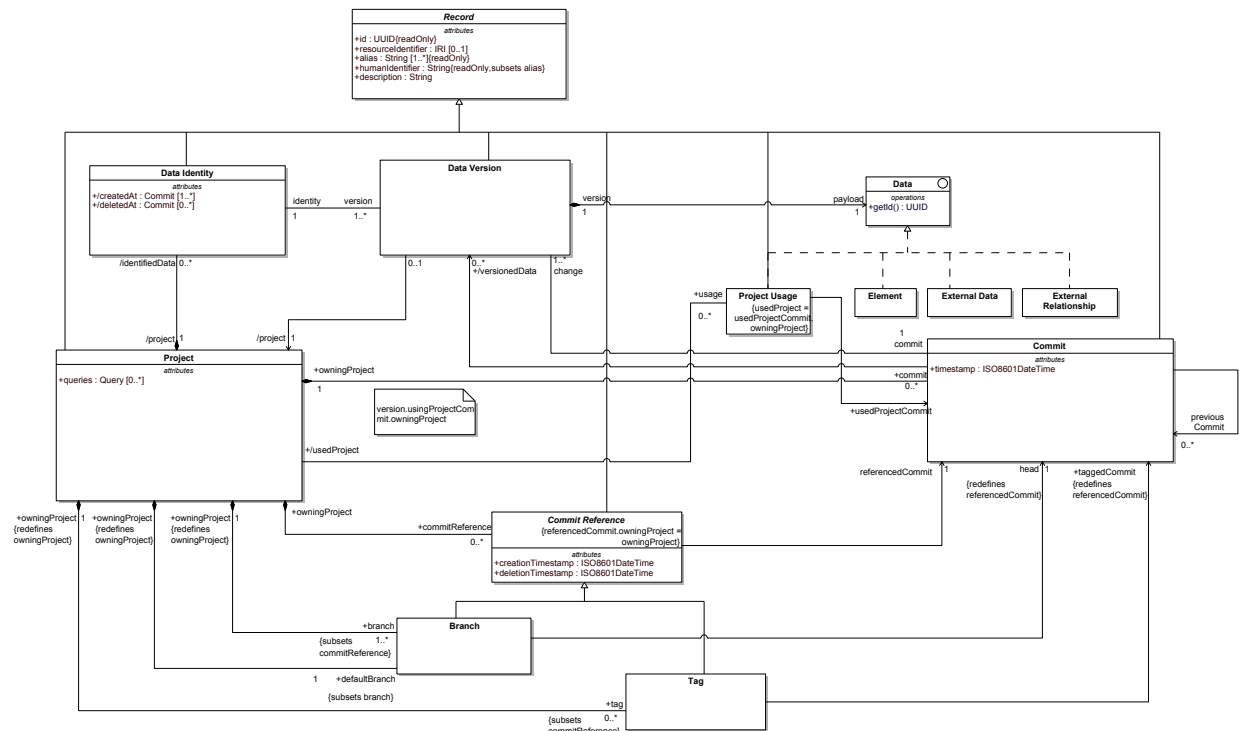 Record
attributes
+id : UUID{readOnly}
+resourceIdentifier : IRI [0..1]
+alias : String [1..*]{readOnly}
+humanIdentifier : String{readOnly,subsets alias}
+description : String
Data Identity
attributes
+/createdAt : Commit [1..*]
+/deletedAt : Commit [0..*]
identity
1
version
1..*
Data Version
version
1
payload
1
Data
operations
+getId() : UUID
/identifiedData
0..*
0..1
0..*
+/versionedData
1..*
change
+usage
0..*
Project Usage
{usedProject =
usedProjectCommit.
owningProject}
Element
External Data
External
Relationship
/project
1
/project
1
1
commit
Project
attributes
+queries : Query [0..*]
+owningProject
1
version.usingProjectCom
mit.owningProject
+/usedProject
+commit
0..*
+usedProjectCommit
Commit
attributes
+timestamp : ISO8601DateTime
previous
Commit
0..*
referencedCommit
1
head
1
{redefines
referencedCommit}
+taggedCommit
{redefines
referencedCommit}
+owningProject
1
{redefines
owningProject}
+owningProject
{redefines
owningProject}
+owningProject
1
{redefines
owningProject}
+owningProject
+commitReference
0..*
Commit Reference
{referencedCommit.owningProject =
owningProject}
attributes
+creationTimestamp : ISO8601DateTime
+deletionTimestamp : ISO8601DateTime
+branch
{subsets
commitReference}
1..*
Branch
1
+defaultBranch
{subsets branch}
Tag
+tag
{subsets
commitReference}
0..*